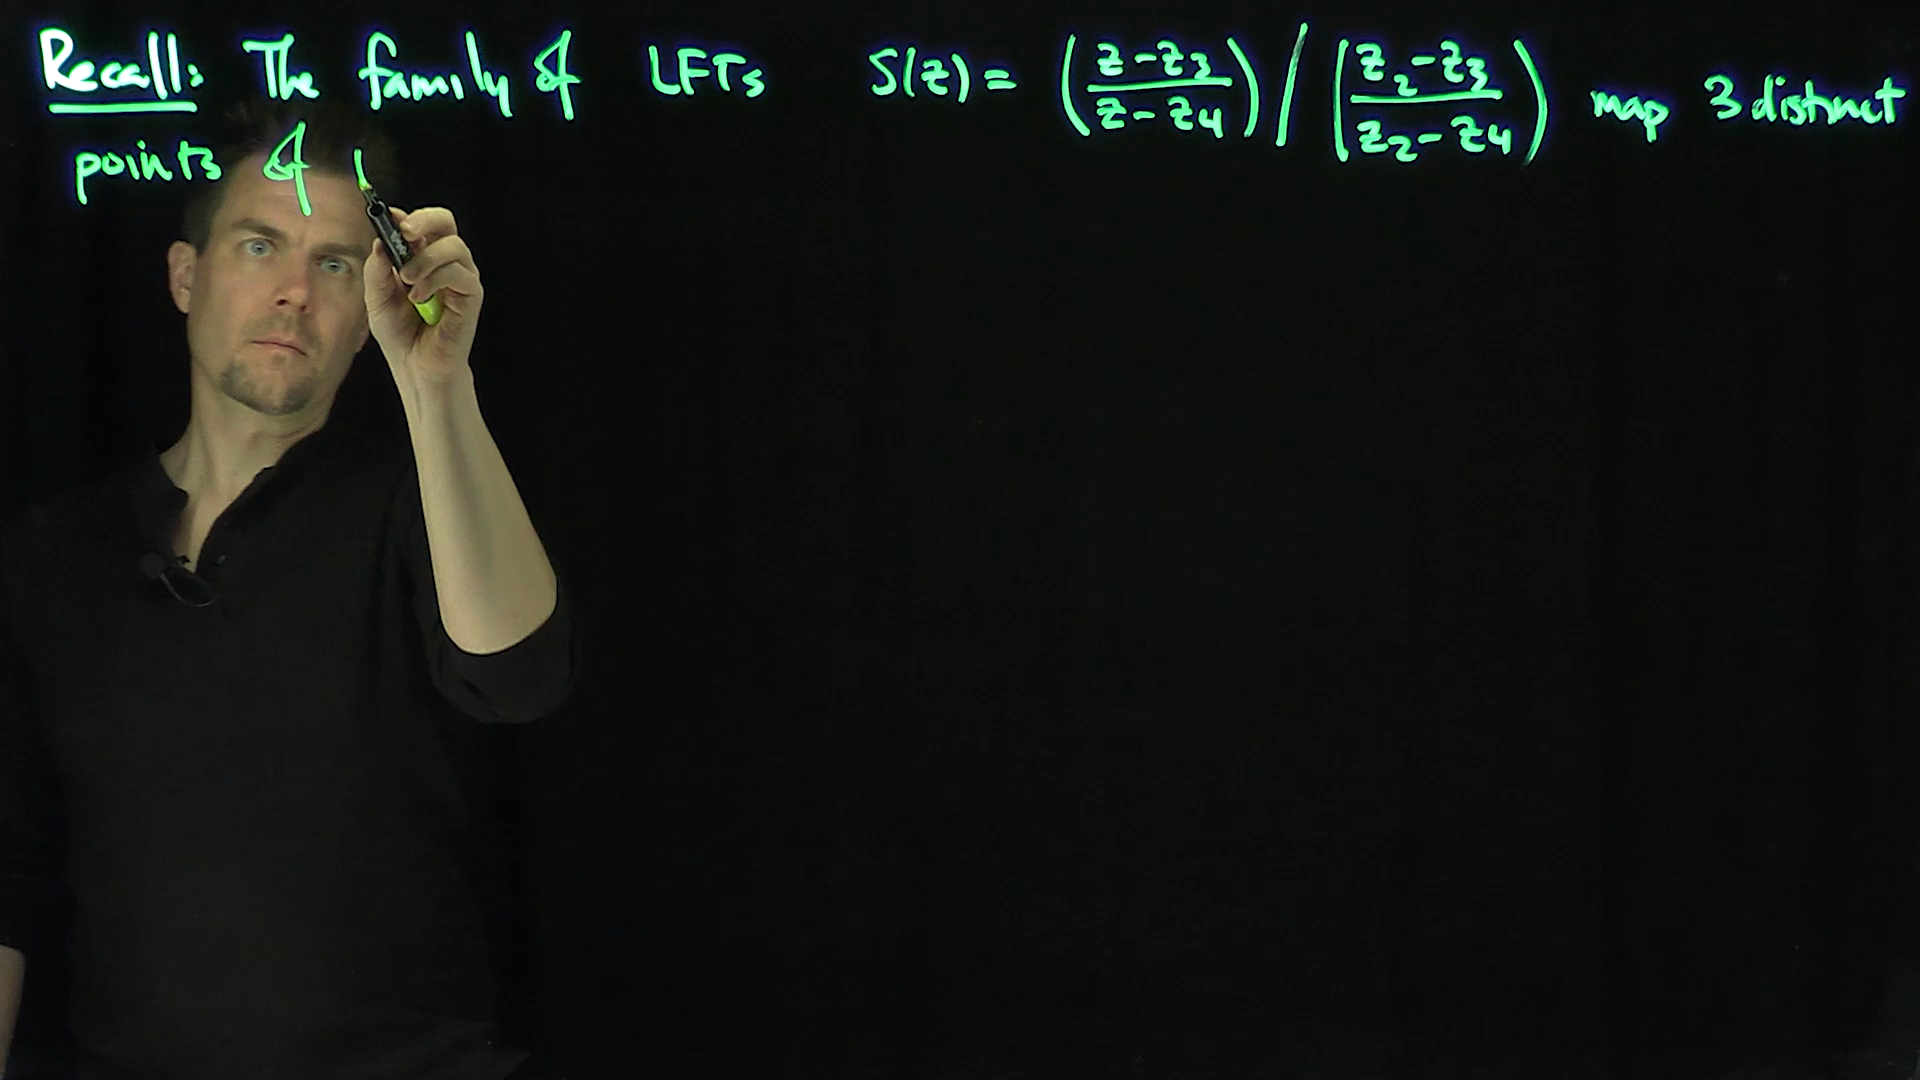 Recall: The family of LFTs S(z) = (z-z₃ / z-z₄) / (z₂-z₃ / z₂-z₄) map 3 distinct
points of